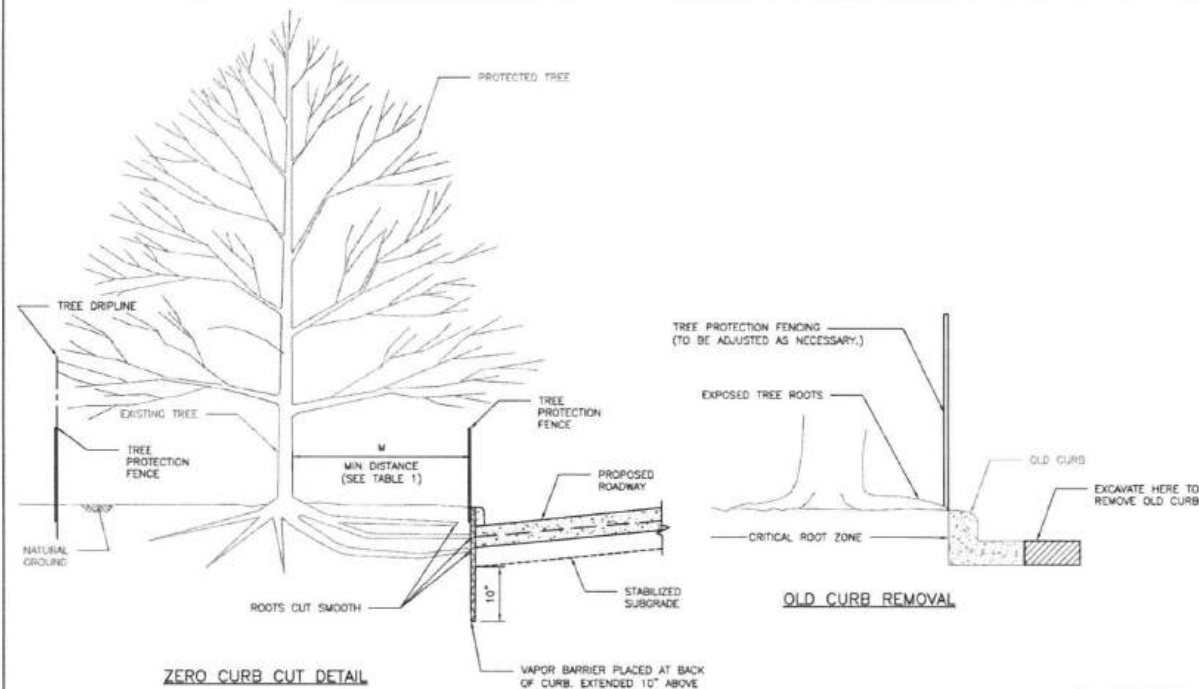 PROTECTED TREE
TREE DRIPLINE
EXISTING TREE
TREE
PROTECTION
FENCE
TREE
PROTECTION
FENCE
M
MIN. DISTANCE
(SEE TABLE 1)
PROPOSED
ROADWAY
NATURAL
GROUND
ROOTS CUT SMOOTH
10"
STABILIZED
SUBGRADE
VAPOR BARRIER PLACED AT BACK
OF CURB. EXTENDED 10" ABOVE
ZERO CURB CUT DETAIL
TREE PROTECTION FENCING
(TO BE ADJUSTED AS NECESSARY.)
EXPOSED TREE ROOTS
OLD CURB
EXCAVATE HERE TO
REMOVE OLD CURB
CRITICAL ROOT ZONE
OLD CURB REMOVAL